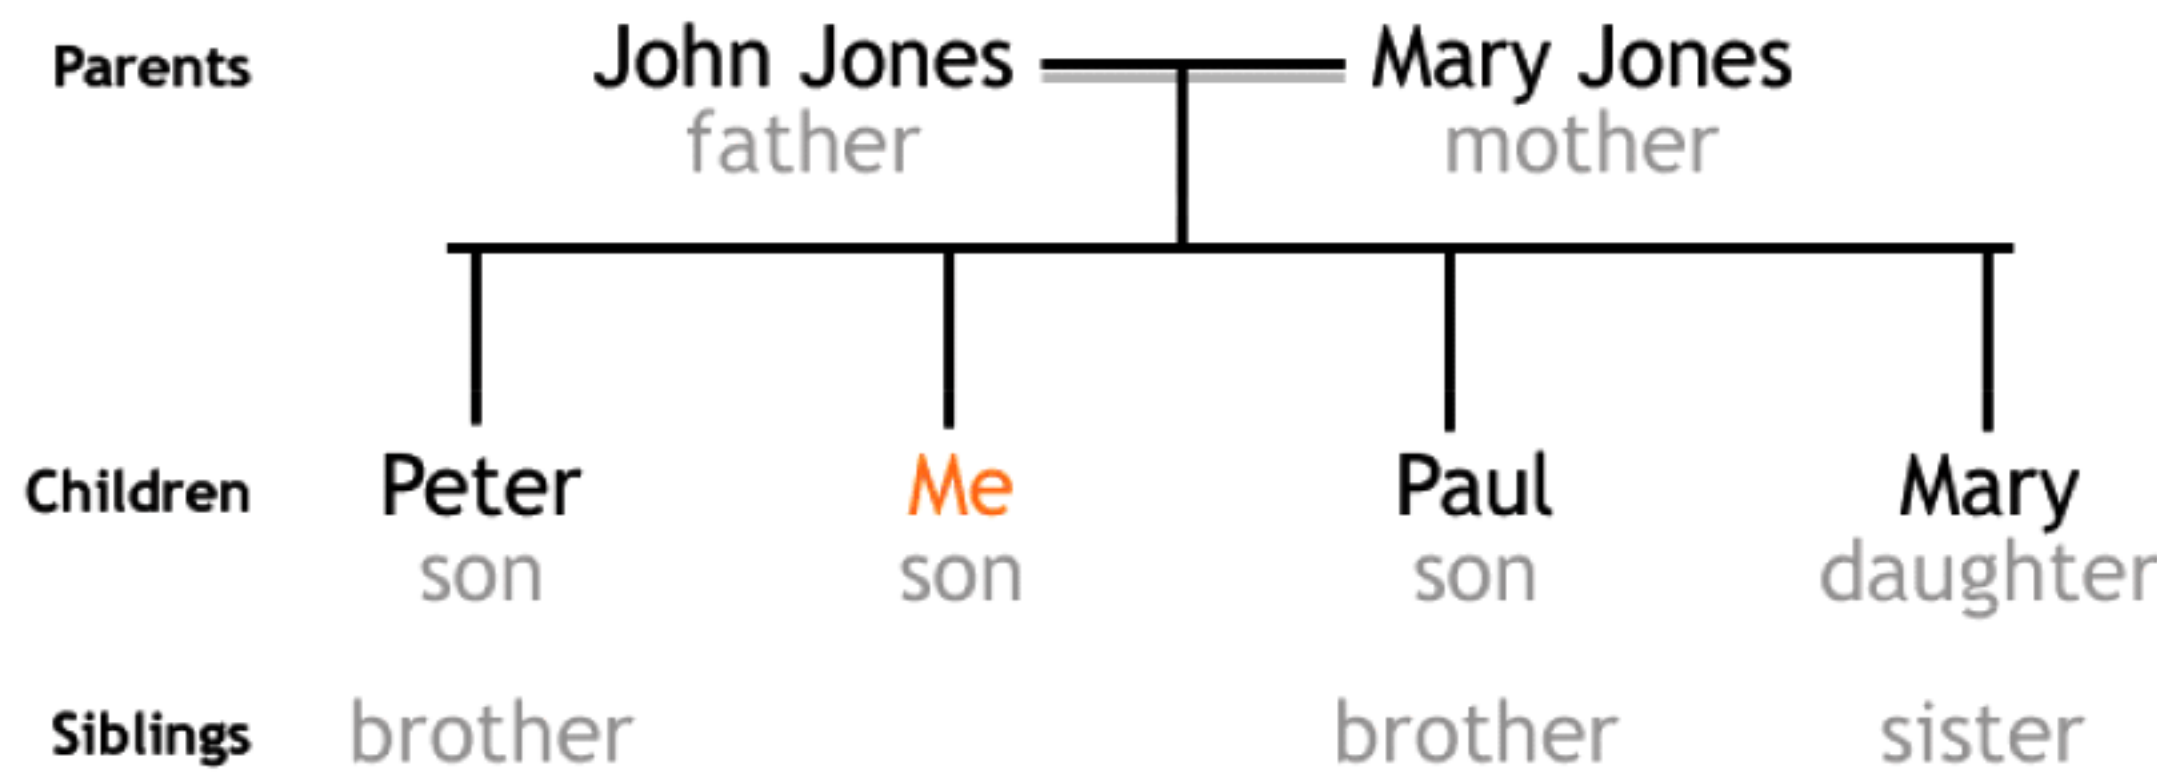 Parents John Jones Mary Jones
father mother
Children Peter Me Paul Mary
son son son daughter
Siblings brother brother sister